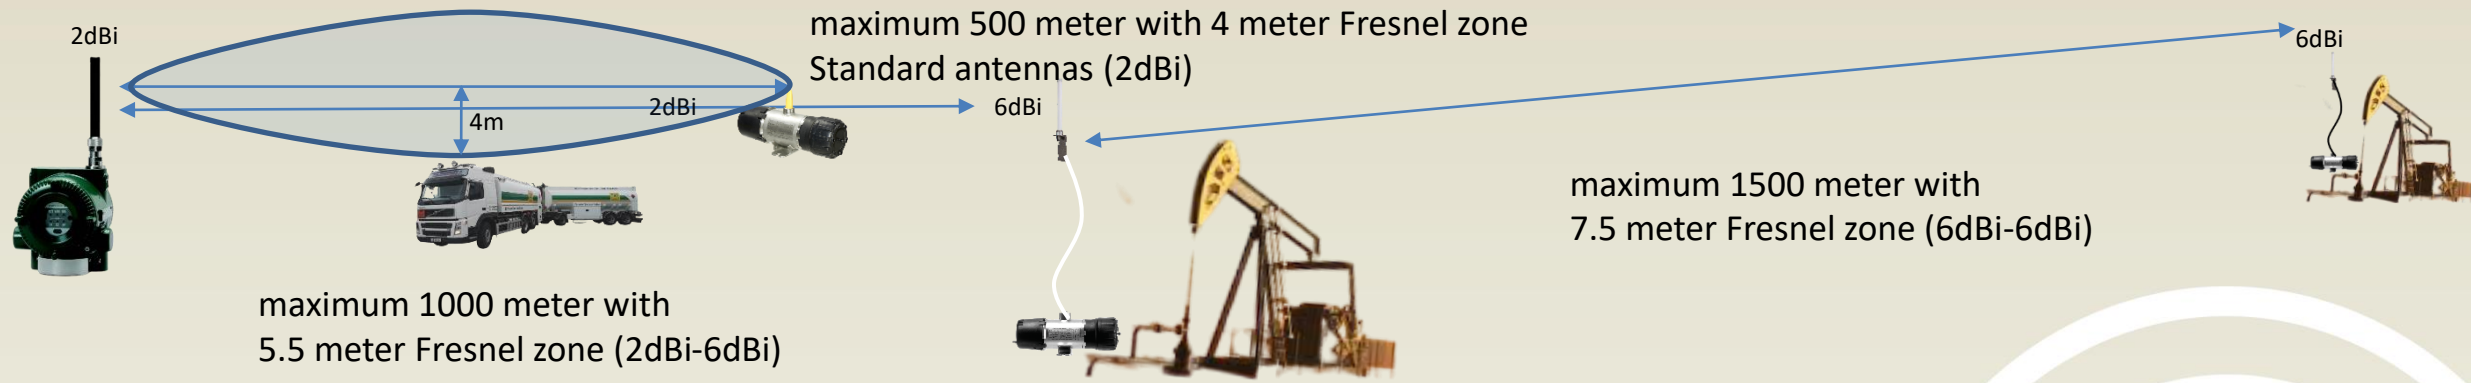 2dBi
maximum 500 meter with 4 meter Fresnel zone
Standard antennas (2dBi)
6dBi
2dBi
6dBi
4m
maximum 1500 meter with
7.5 meter Fresnel zone (6dBi-6dBi)
maximum 1000 meter with
5.5 meter Fresnel zone (2dBi-6dBi)